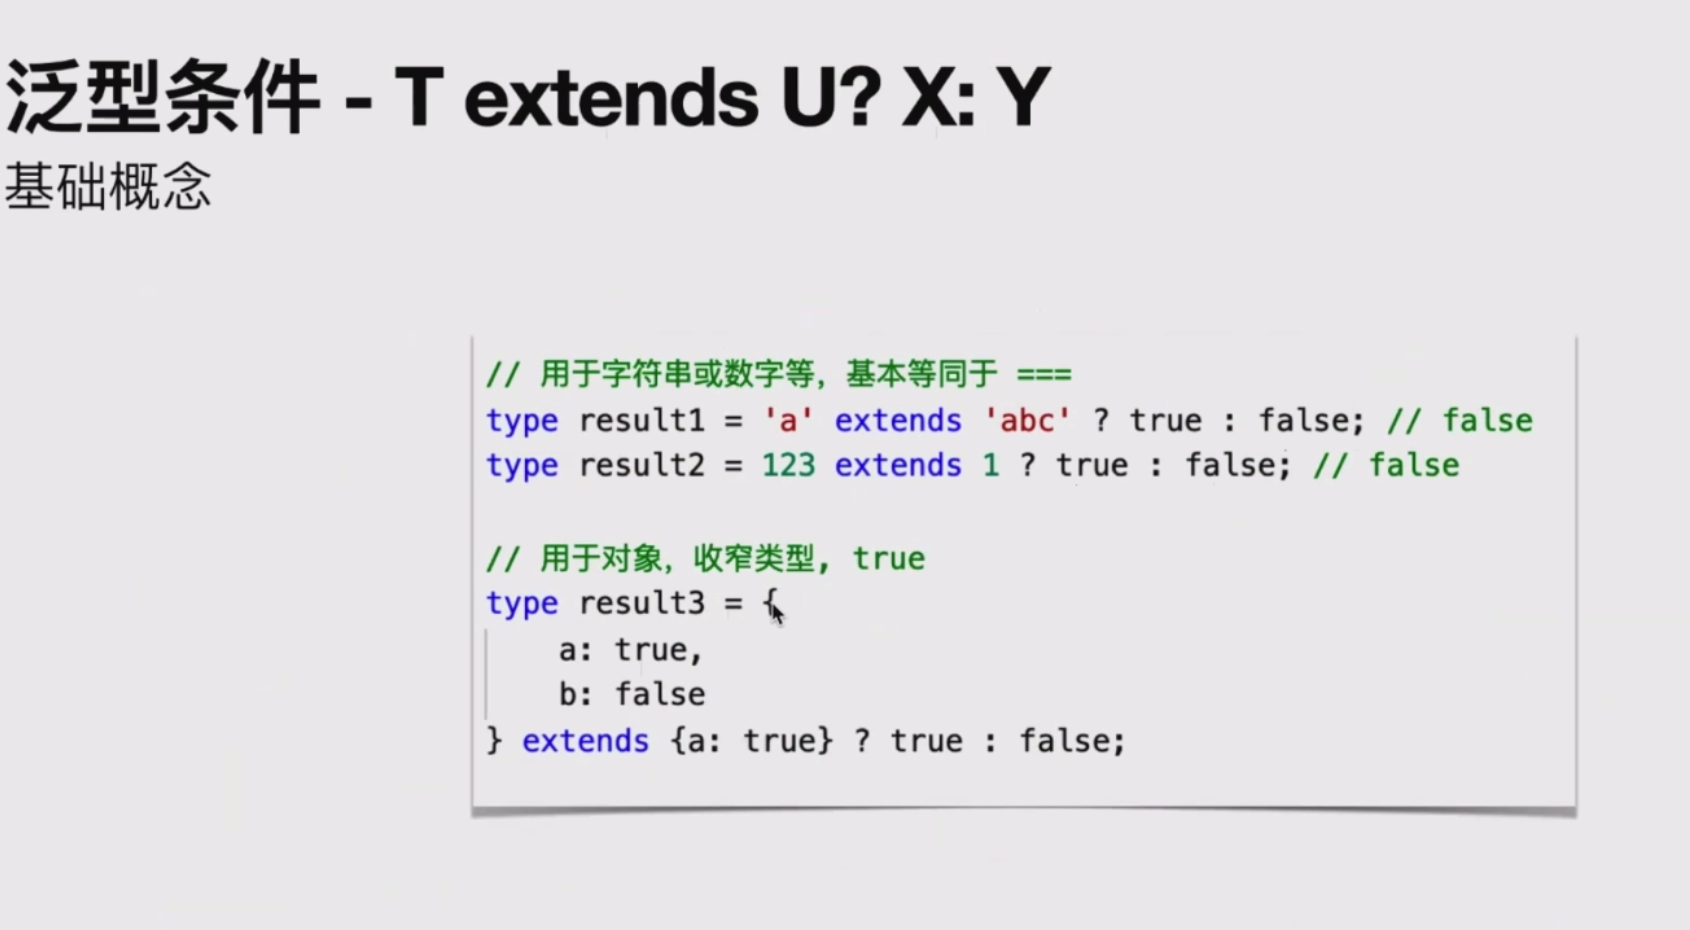 泛型条件 - T extends U? X: Y
基础概念
// 用于字符串或数字等，基本等同于 ===
type result1 = 'a' extends 'abc' ? true : false; // false
type result2 = 123 extends 1 ? true : false; // false
// 用于对象，收窄类型, true
type result3 = {
a: true,
b: false
} extends {a: true} ? true : false;